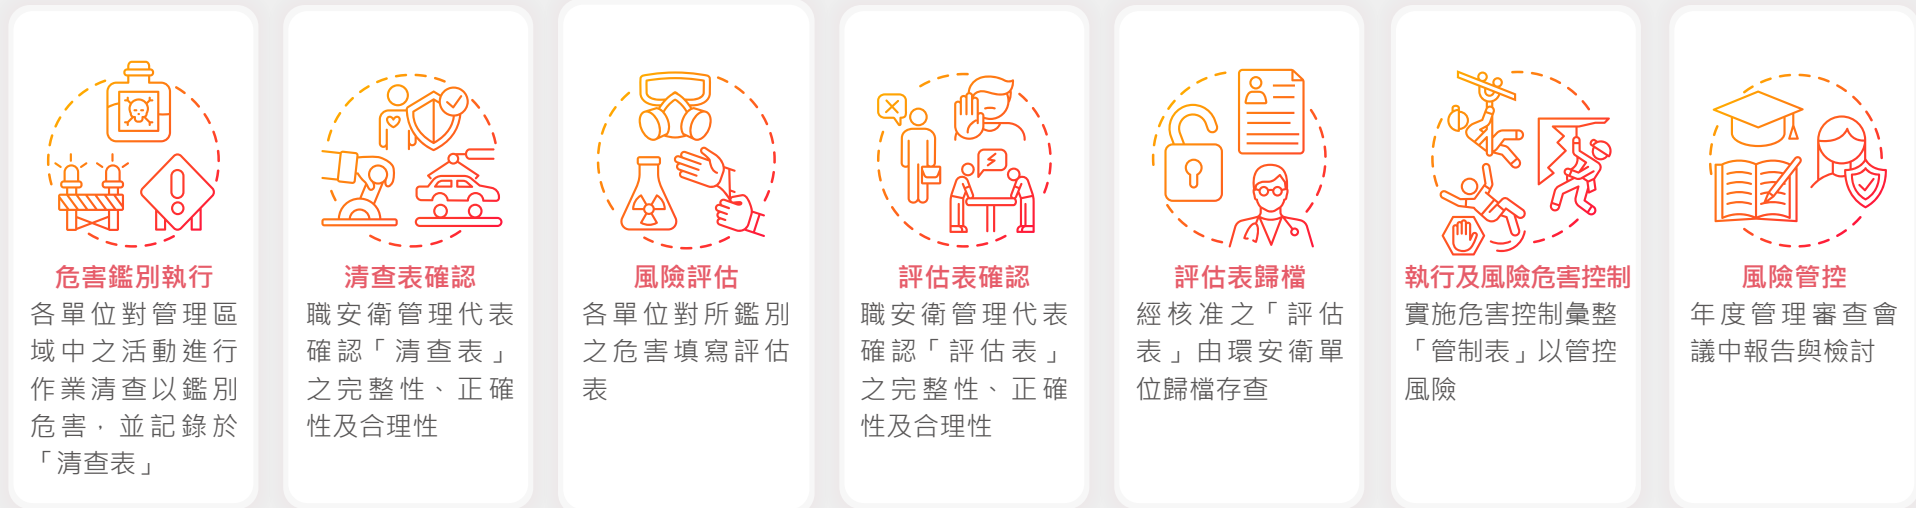 危害鑑別執行
各單位對管理區
域中之活動進行
作業清查以鑑別
危害，並記錄於
「清查表」
清查表確認
職安衛管理代表
確認「清查表」
之完整性、正確
性及合理性
風險評估
各單位對所鑑別
之危害填寫評估
表
評估表確認
職安衛管理代表
確認「評估表」
之完整性、正確
性及合理性
評估表歸檔
經核准之「評估
表」由環安衛單
位歸檔存查
執行及風險危害控制
實施危害控制彙整
「管制表」以管控
風險
風險管控
年度管理審查會
議中報告與檢討